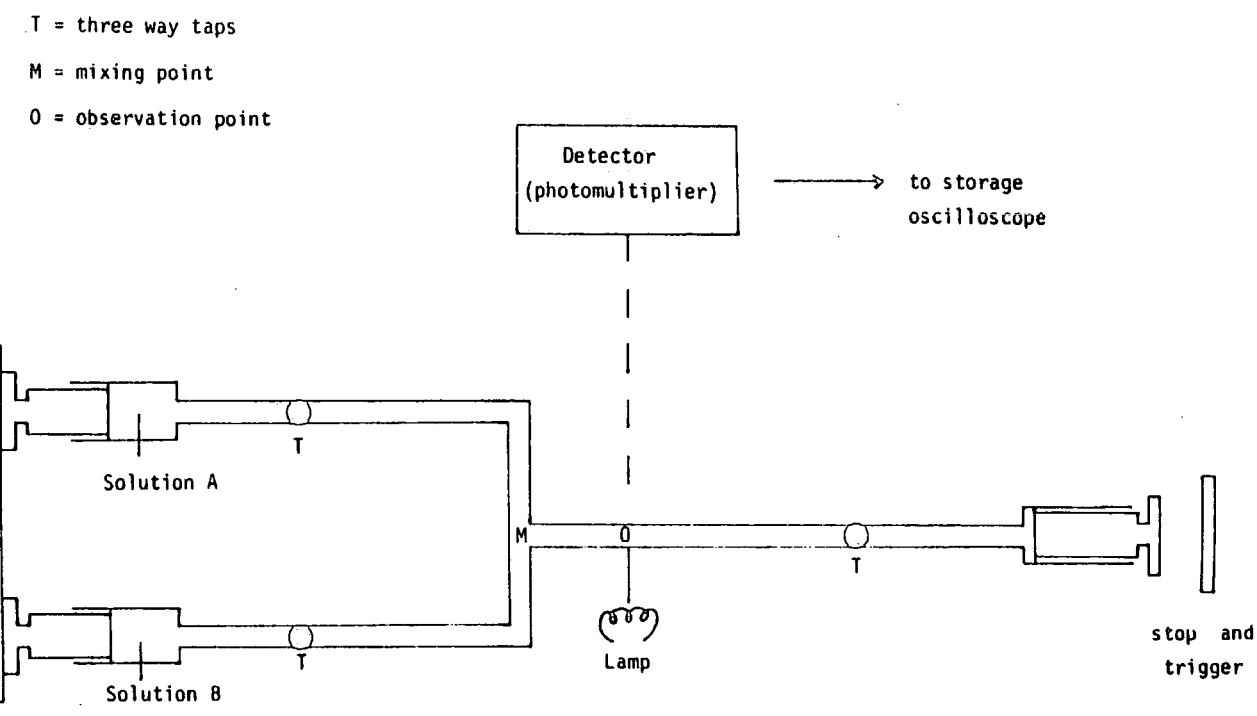 T = three way taps
M = mixing point
O = observation point
Detector
(photomultiplier)
to storage
oscilloscope
T
Solution A
M
O
T
T
Lamp
stop and
trigger
Solution B